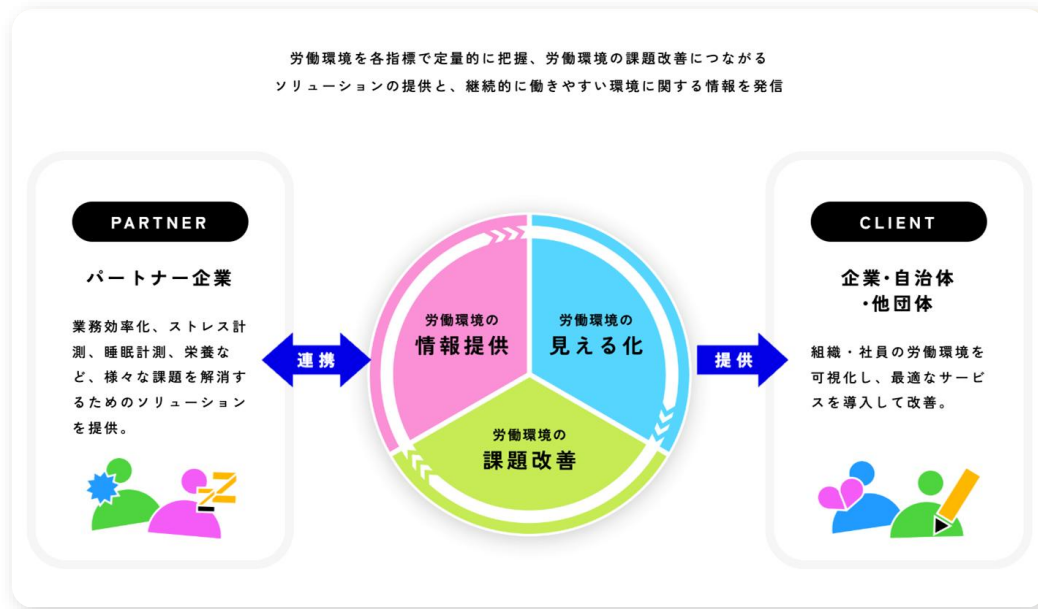 労働環境を各指標で定量的に把握、労働環境の課題改善につながる
ソリューションの提供と、継続的に働きやすい環境に関する情報を発信
PARTNER
パートナー企業
業務効率化、ストレス計
測、睡眠計測、栄養な
ど、様々な課題を解消す
るためのソリューション
を提供。
連携
労働環境の
情報提供
労働環境の
見える化
労働環境の
課題改善
提供
CLIENT
企業・自治体
・他団体
組織・社員の労働環境を
可視化し、最適なサービ
スを導入して改善。